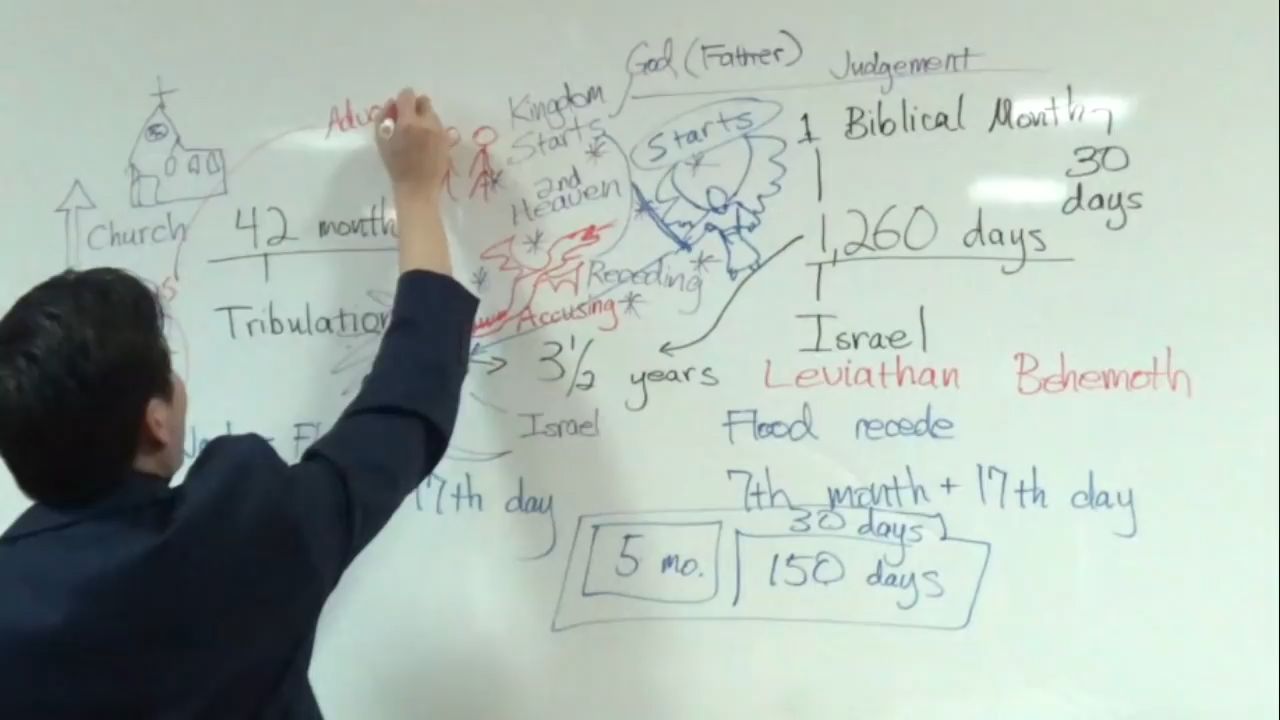 God (Father) Judgement
Kingdom
Starts
2nd
Heaven
Starts
1 Biblical Month
30
days
Church
42 month
1,260 days
Receding
Accusing
Tribulation
Israel
3 1/2 years
Leviathan Behemoth
Israel
Flood recede
17th day
7th month + 17th day
30 days
5 mo.
150 days